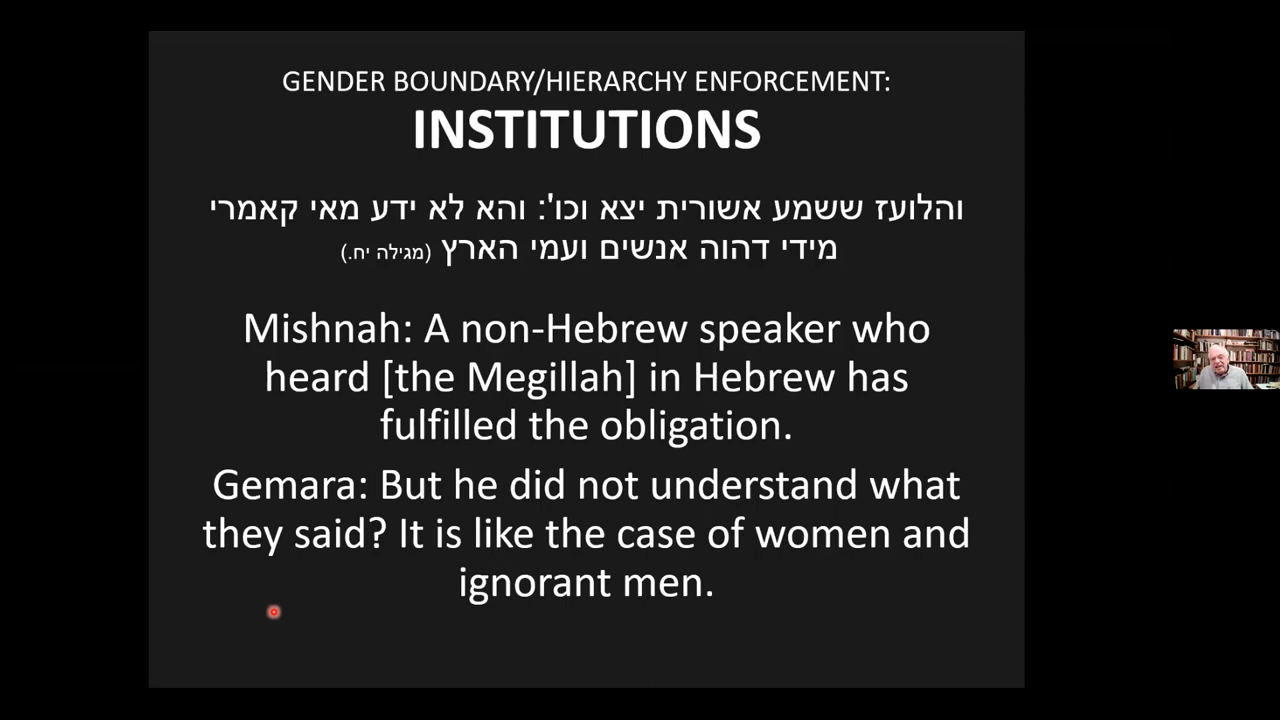 GENDER BOUNDARY/HIERARCHY ENFORCEMENT:
INSTITUTIONS
והלועז ששמע אשורית יצא וכו': והא לא ידע מאי קאמרי
מידי דהוה אנשים ועמי הארץ (מגילה יח.)
Mishnah: A non-Hebrew speaker who
heard [the Megillah] in Hebrew has
fulfilled the obligation.
Gemara: But he did not understand what
they said? It is like the case of women and
ignorant men.